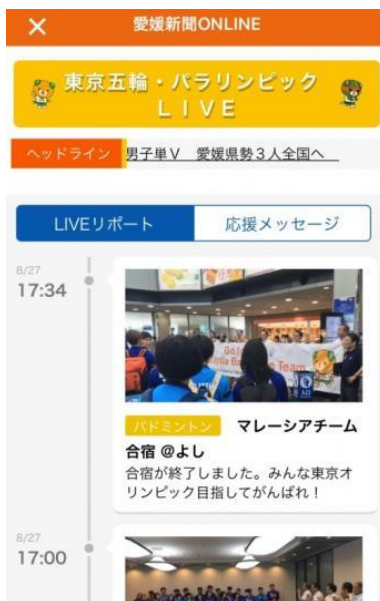 愛媛新聞ONLINE
東京五輪・パラリンピック
LIVE
ヘッドライン 男子単V 愛媛県勢3人全国へ
LIVEリポート 応援メッセージ
8/27
17:34
バドミントン マレーシアチーム
合宿 @よし
合宿が終了しました。みんな東京オ
リンピック目指してがんばれ！
8/27
17:00